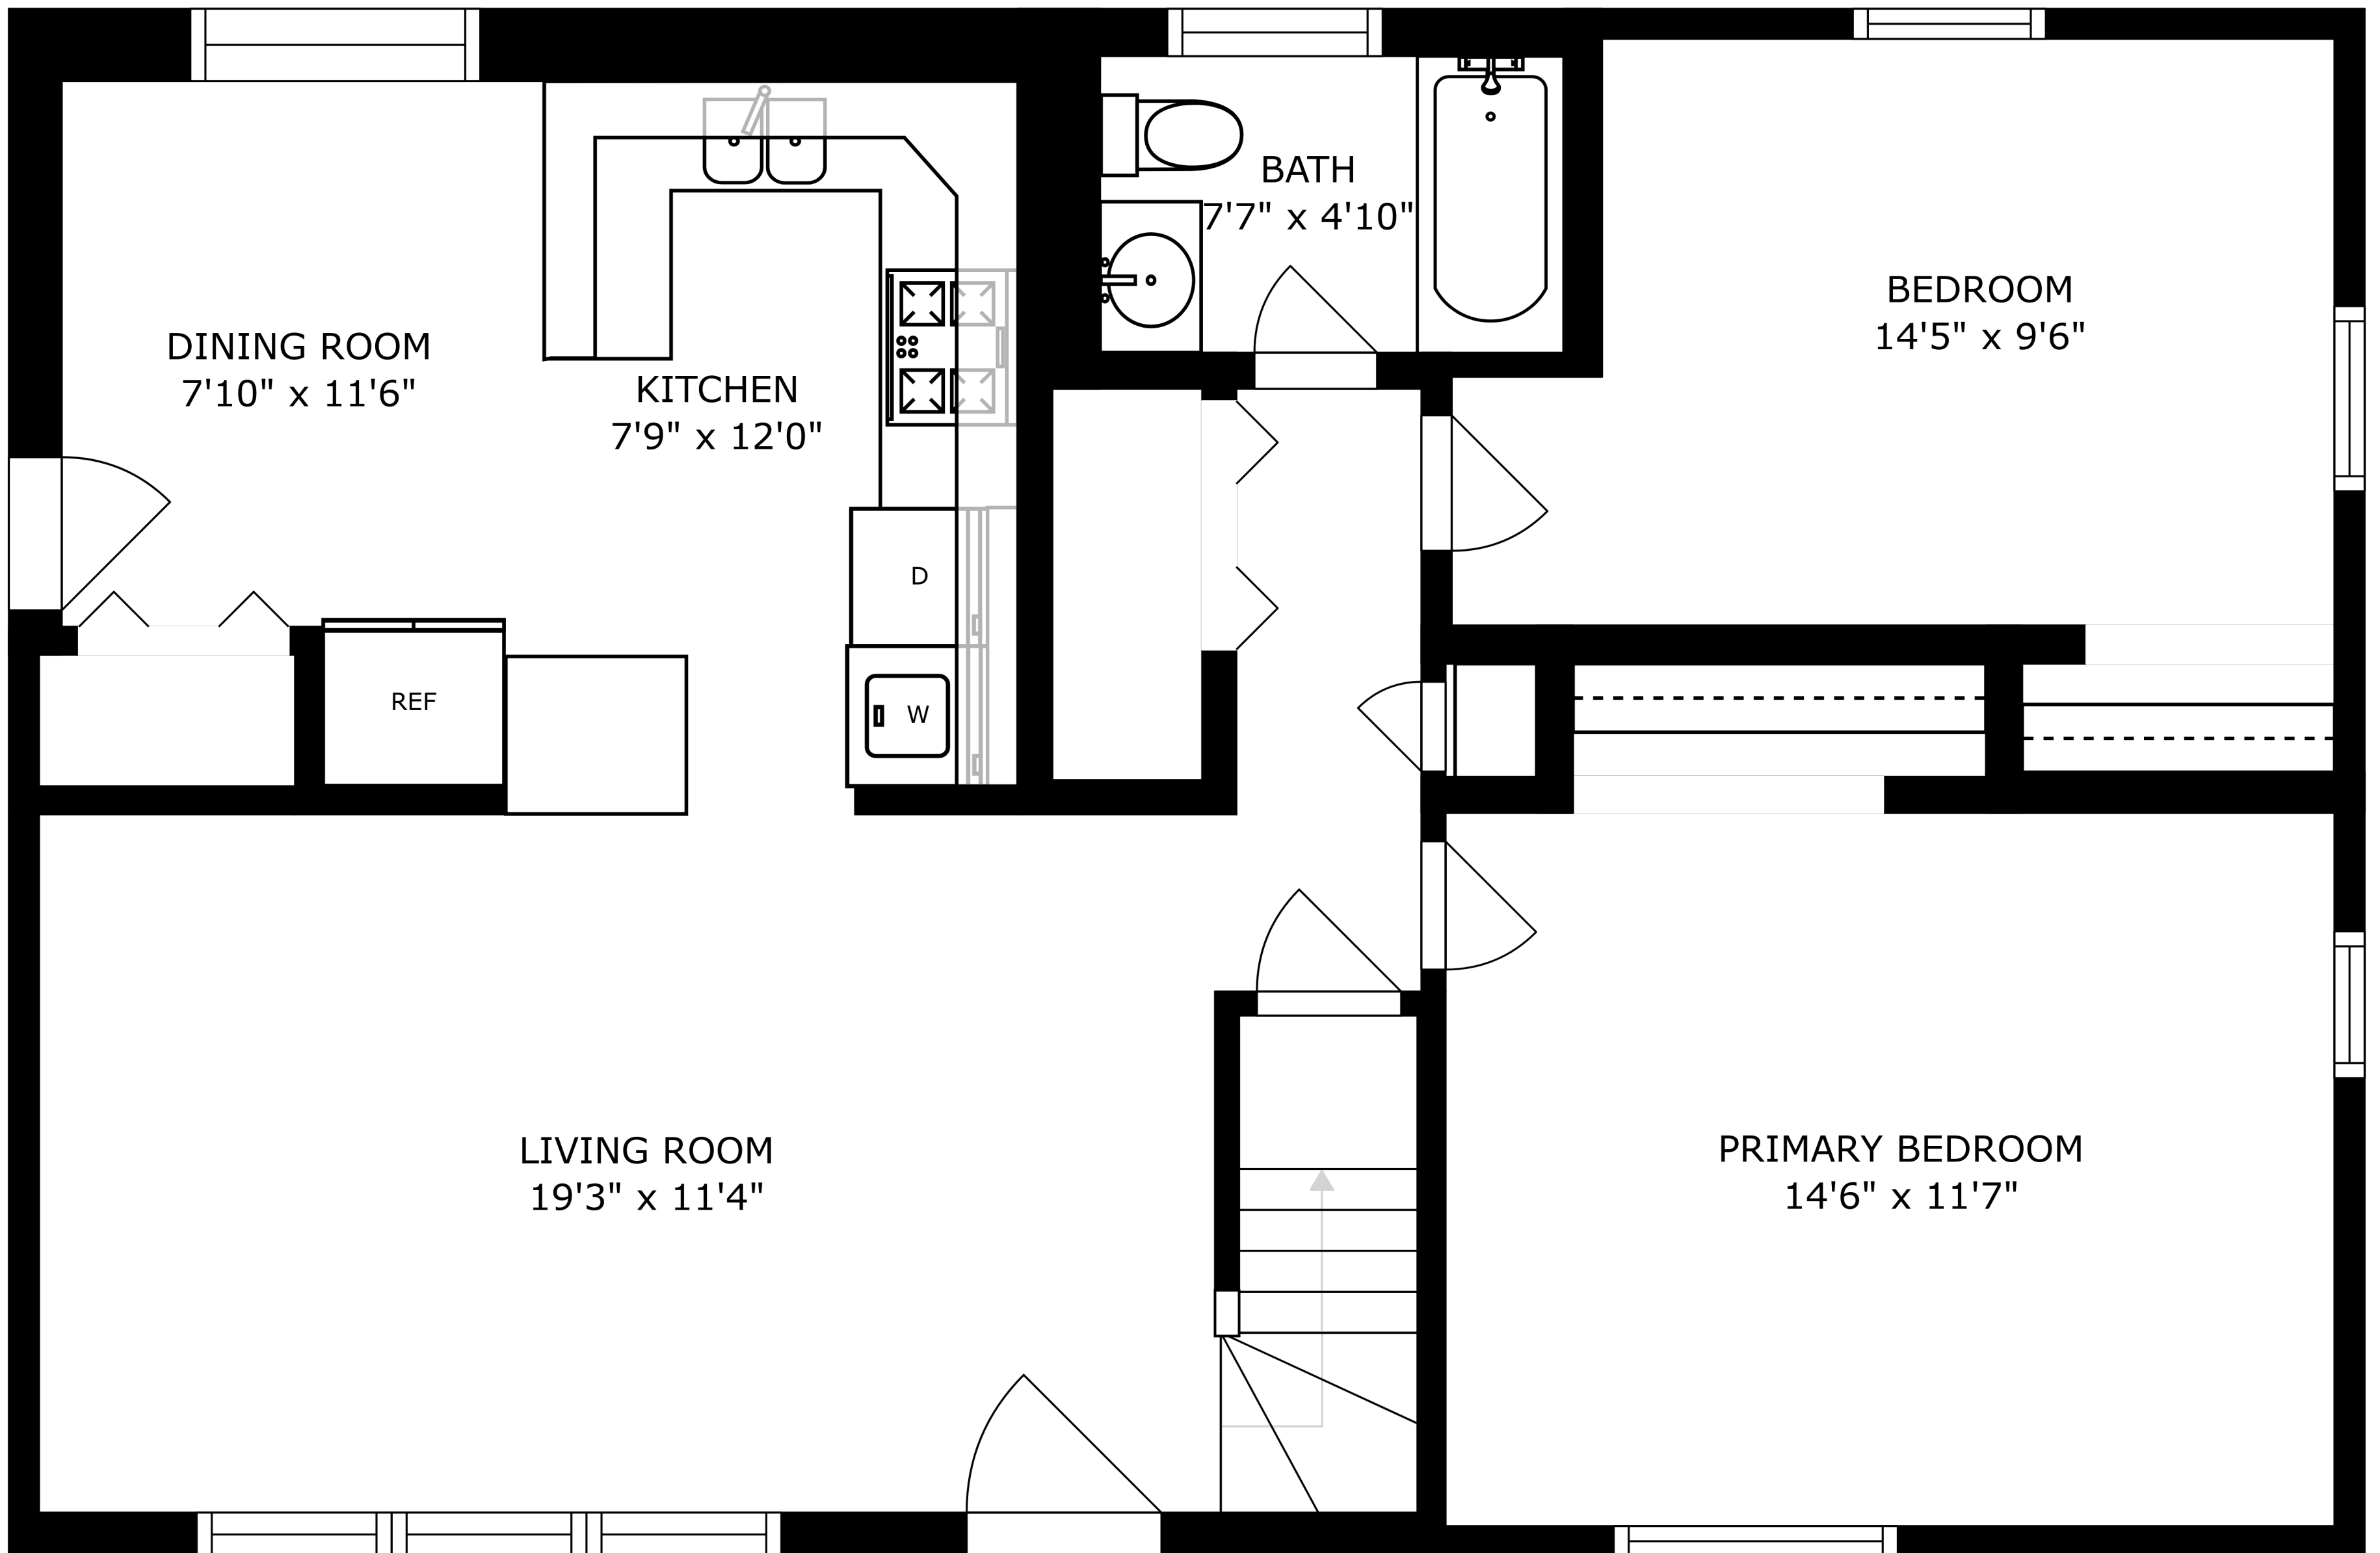 BATH
7'7" x 4'10"
BEDROOM
14'5" x 9'6"
DINING ROOM
7'10" x 11'6"
KITCHEN
7'9" x 12'0"
D
REF
W
LIVING ROOM
19'3" x 11'4"
PRIMARY BEDROOM
14'6" x 11'7"